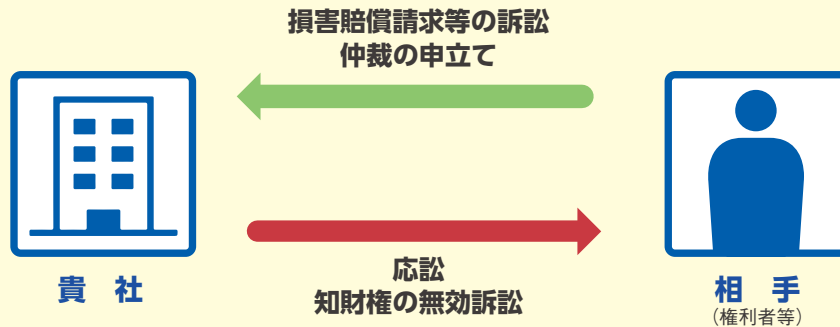 損害賠償請求等の訴訟
仲裁の申立て
貴 社
応訴
知財権の無効訴訟
相 手
(権利者等)